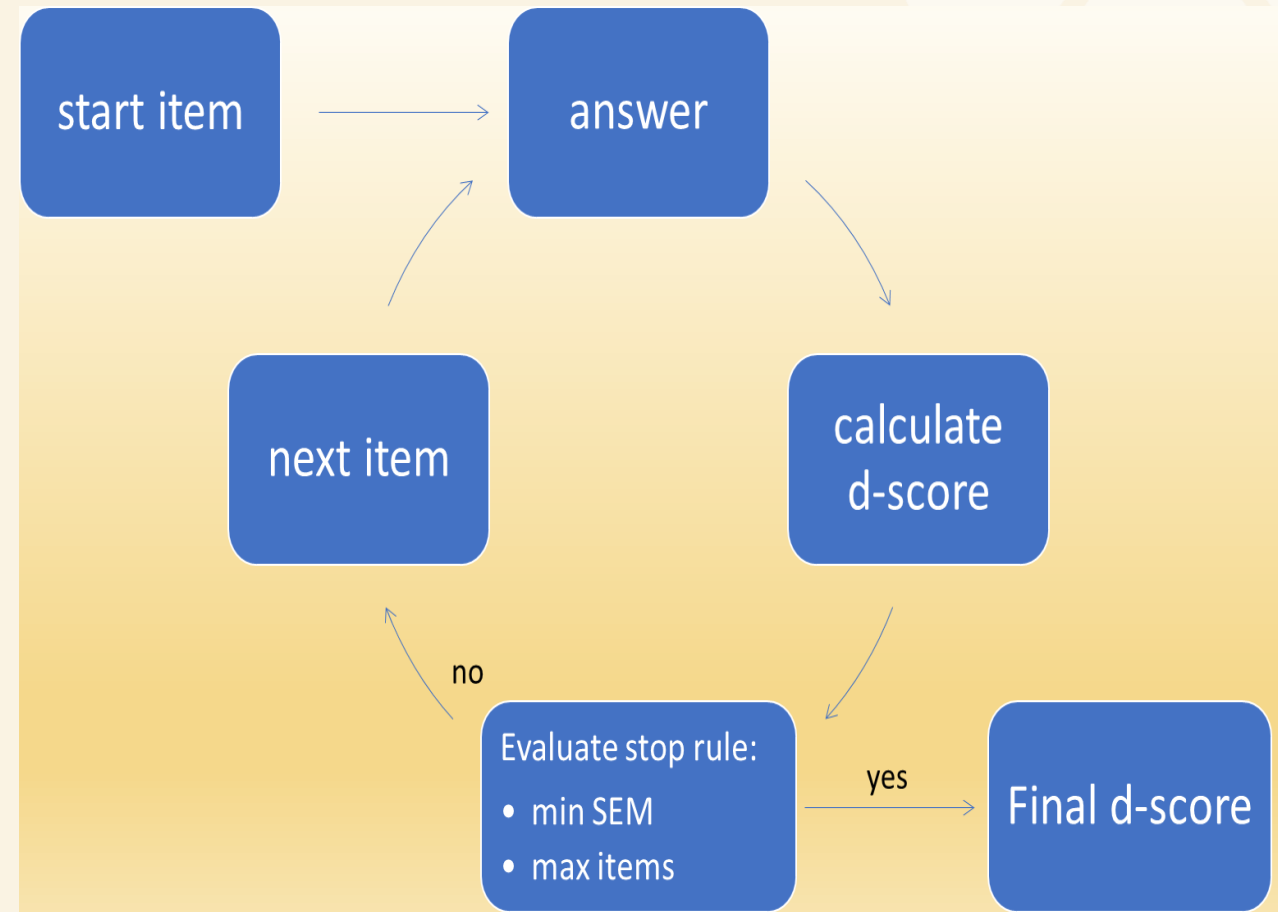 start item
answer
next item
calculate
d-score
no
Evaluate stop rule:
• min SEM
• max items
yes
Final d-score